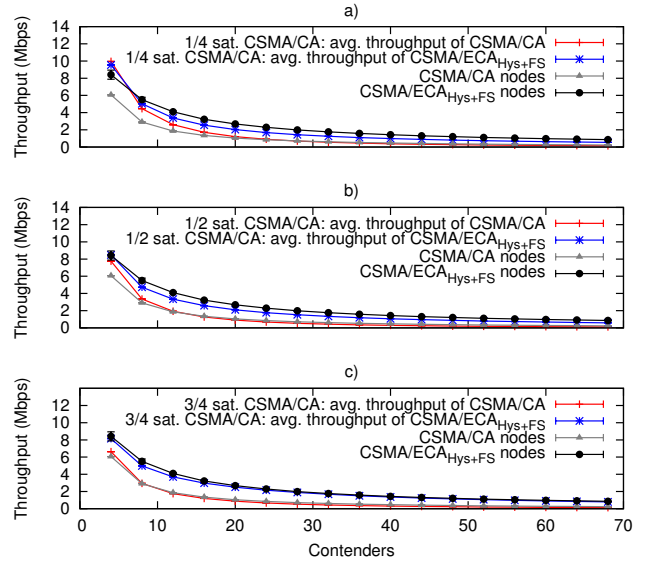 a)
14
12
10
8
6
4
2
0
Throughput (Mbps)
1/4 sat. CSMA/CA: avg. throughput of CSMA/CA
1/4 sat. CSMA/CA: avg. throughput of CSMA/ECA_Hys+FS
CSMA/CA nodes
CSMA/ECA_Hys+FS nodes
b)
14
12
10
8
6
4
2
0
Throughput (Mbps)
1/2 sat. CSMA/CA: avg. throughput of CSMA/CA
1/2 sat. CSMA/CA: avg. throughput of CSMA/ECA_Hys+FS
CSMA/CA nodes
CSMA/ECA_Hys+FS nodes
c)
12
10
8
6
4
2
0
Throughput (Mbps)
3/4 sat. CSMA/CA: avg. throughput of CSMA/CA
3/4 sat. CSMA/CA: avg. throughput of CSMA/ECA_Hys+FS
CSMA/CA nodes
CSMA/ECA_Hys+FS nodes
0 10 20 30 40 50 60 70
Contenders